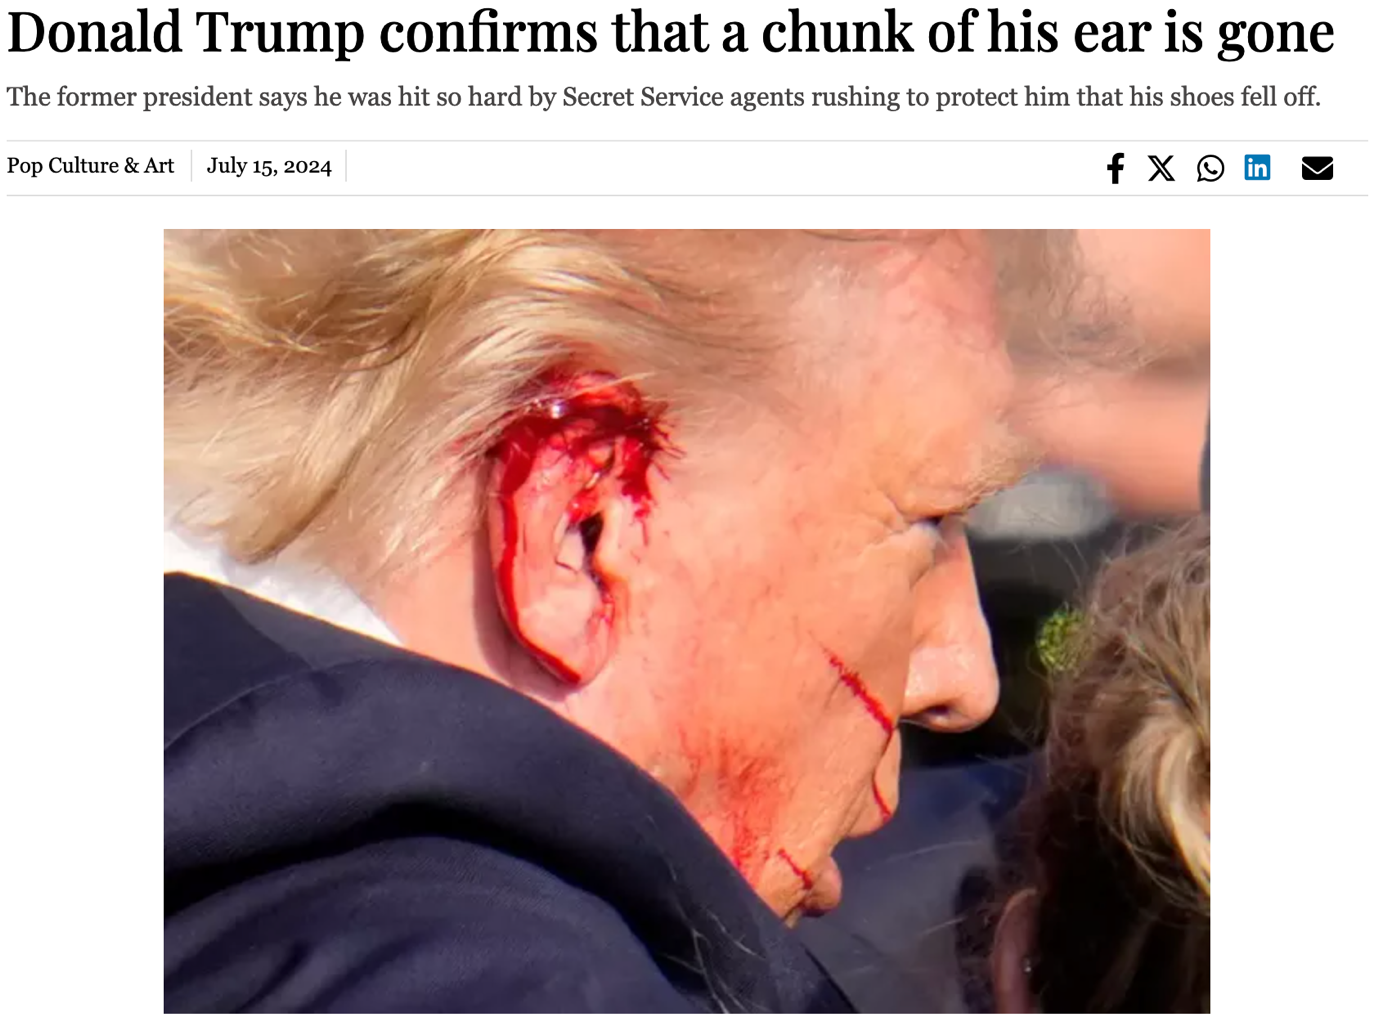 Donald Trump confirms that a chunk of his ear is gone
The former president says he was hit so hard by Secret Service agents rushing to protect him that his shoes fell off.
Pop Culture & Art July 15, 2024
in